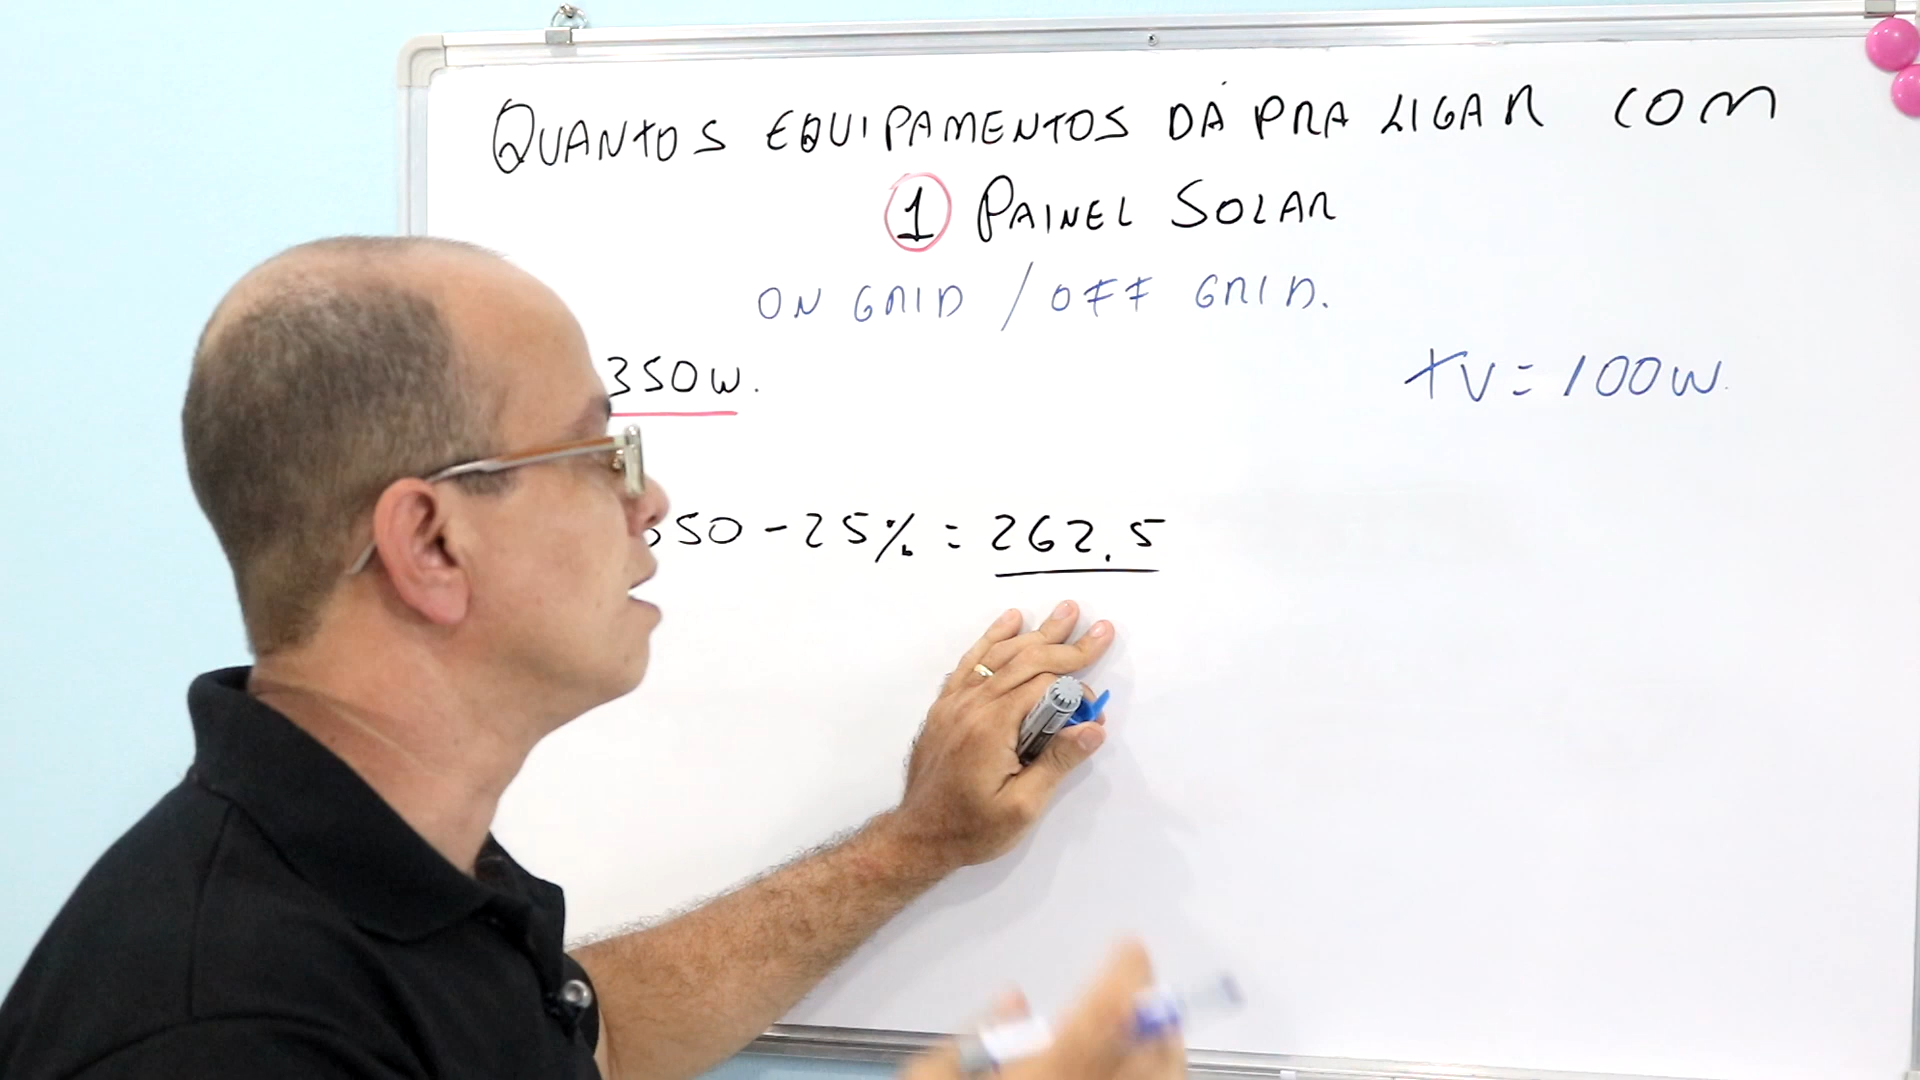 QUANTOS EQUIPAMENTOS DÁ PRA LIGAR COM
1 PAINEL SOLAR
ON GRID / OFF GRID.
350W.
TV = 100W.
50 - 25% = 262.5